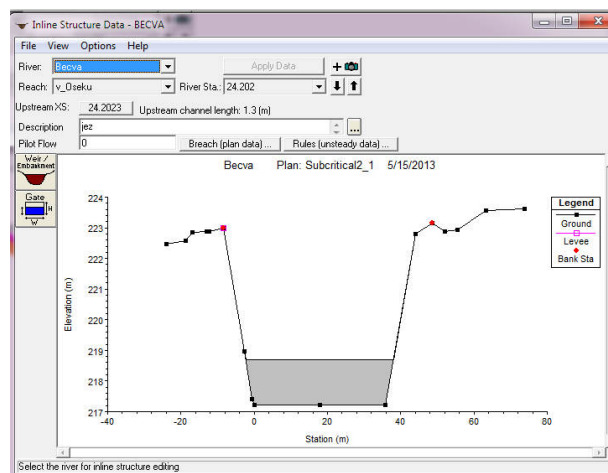 Inline Structure Data - BECVA
File View Options Help
River: Becva Apply Data
Reach: v_Oseku River Sta.: 24.202
Upstream XS: 24.2023 Upstream channel length: 1.3 (m)
Description jez ...
Pilot Flow 0 Breach (plan data) ... Rules (unsteady data) ...
Weir / Embankment
Gate
H
W
Becva Plan: Subcritical2_1 5/15/2013
Legend
Ground
Levee
Bank Sta
224
223
222
221
220
219
218
217
Elevation (m)
-40 -20 0 20 40 60 80
Station (m)
Select the river for inline structure editing